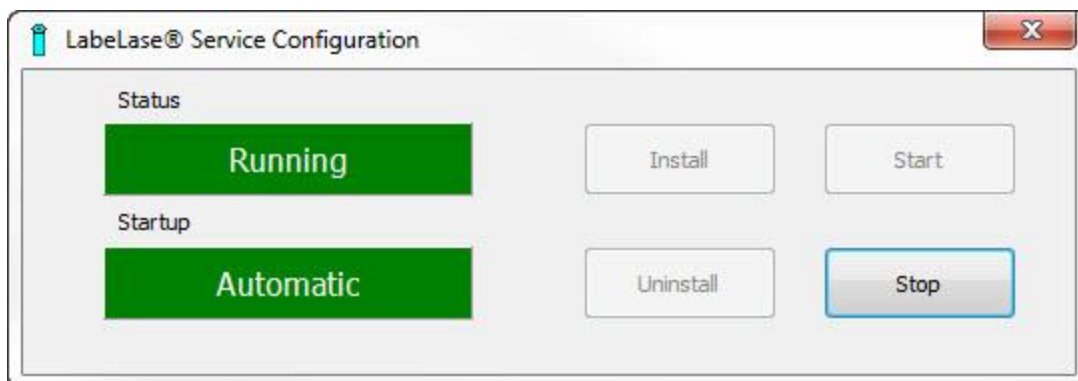 LabeLase® Service Configuration
Status
Running
Install
Start
Startup
Automatic
Uninstall
Stop